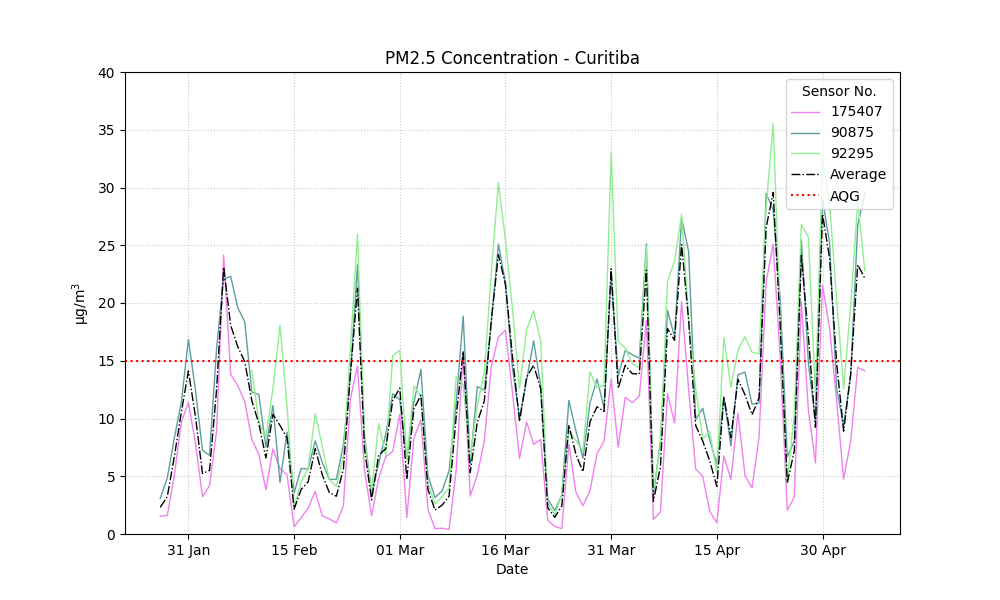 PM2.5 Concentration - Curitiba
40
35
30
25
20
15
10
5
0
µg/m³
31 Jan
15 Feb
01 Mar
16 Mar
31 Mar
15 Apr
30 Apr
Date
Sensor No.
175407
90875
92295
Average
AQG